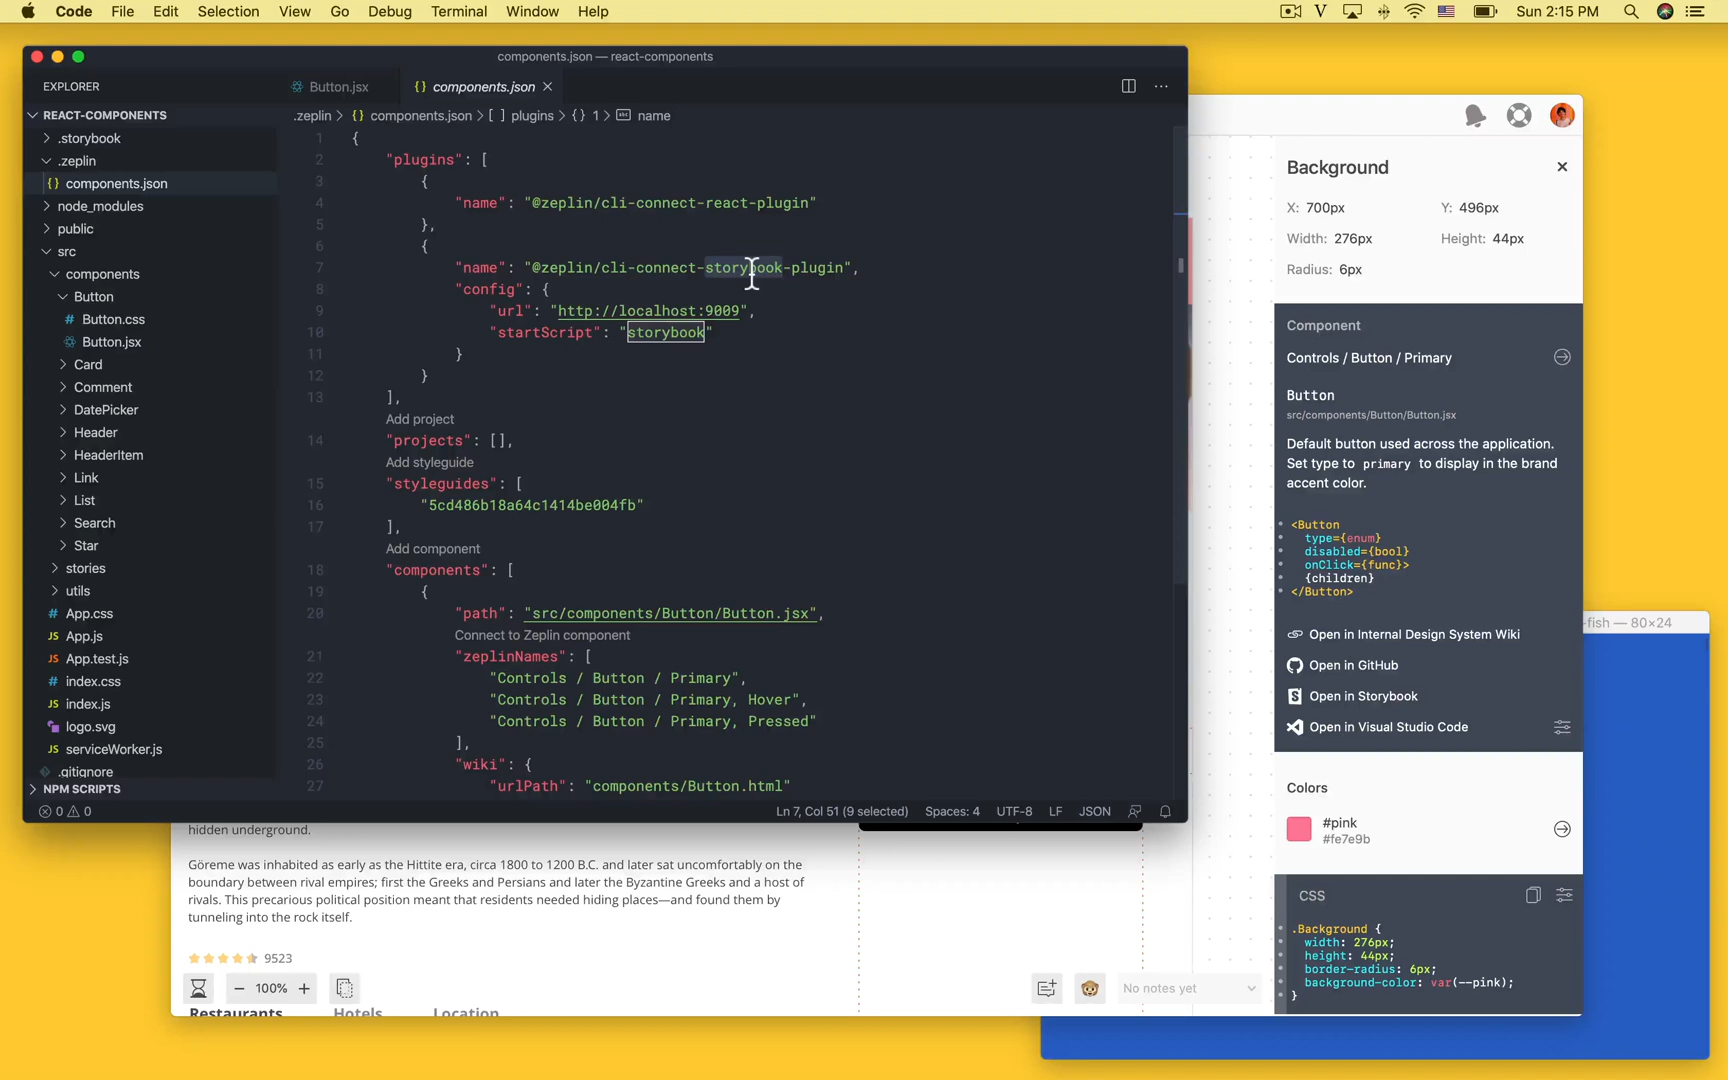 Code File Edit Selection View Go Debug Terminal Window Help
V Sun 2:15 PM
components.json — react-components
EXPLORER
Button.jsx
{} components.json ×
REACT-COMPONENTS
.storybook
.zeplin
{} components.json
node_modules
public
src
components
Button
# Button.css
Button.jsx
Card
Comment
DatePicker
Header
HeaderItem
Link
List
Search
Star
stories
utils
# App.css
JS App.js
JS App.test.js
# index.css
JS index.js
logo.svg
JS serviceWorker.js
.gitignore
NPM SCRIPTS
.zeplin > {} components.json > [ ] plugins > {} 1 > name
1 {
2 "plugins": [
3 {
4 "name": "@zeplin/cli-connect-react-plugin"
5 },
6 {
7 "name": "@zeplin/cli-connect-storybook-plugin",
8 "config": {
9 "url": "http://localhost:9009",
10 "startScript": "storybook"
11 }
12 }
13 ],
Add project
14 "projects": [],
Add styleguide
15 "styleguides": [
16 "5cd486b18a64c1414be004fb"
17 ],
Add component
18 "components": [
19 {
20 "path": "src/components/Button/Button.jsx",
Connect to Zeplin component
21 "zeplinNames": [
22 "Controls / Button / Primary",
23 "Controls / Button / Primary, Hover",
24 "Controls / Button / Primary, Pressed"
25 ],
26 "wiki": {
27 "urlPath": "components/Button.html"
0 0
Ln 7, Col 51 (9 selected) Spaces: 4 UTF-8 LF JSON
Background ×
X: 700px Y: 496px
Width: 276px Height: 44px
Radius: 6px
Component
Controls / Button / Primary
Button
src/components/Button/Button.jsx
Default button used across the application.
Set type to primary to display in the brand
accent color.
<Button
type={enum}
disabled={bool}
onClick={func}>
{children}
</Button>
Open in Internal Design System Wiki
Open in GitHub
Open in Storybook
Open in Visual Studio Code
Colors
#pink
#fe7e9b
CSS
.Background {
width: 276px;
height: 44px;
border-radius: 6px;
background-color: var(--pink);
}
-fish — 80×24
hidden underground.
Göreme was inhabited as early as the Hittite era, circa 1800 to 1200 B.C. and later sat uncomfortably on the
boundary between rival empires; first the Greeks and Persians and later the Byzantine Greeks and a host of
rivals. This precarious political position meant that residents needed hiding places—and found them by
tunneling into the rock itself.
9523
− 100% +
No notes yet
Restaurants Hotels Location